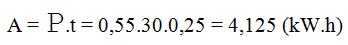 A = P.t = 0,55.30.0,25 = 4,125 (kW.h)